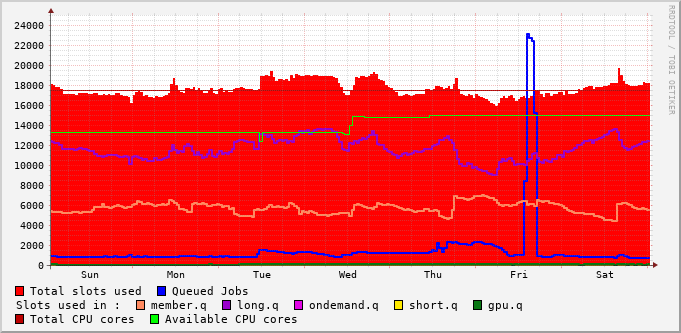 RRDTOOL / TOBI OETIKER
24000
22000
20000
18000
16000
14000
12000
10000
8000
6000
4000
2000
0
Sun Mon Tue Wed Thu Fri Sat
Total slots used Queued Jobs
Slots used in : member.q long.q ondemand.q short.q gpu.q
Total CPU cores Available CPU cores